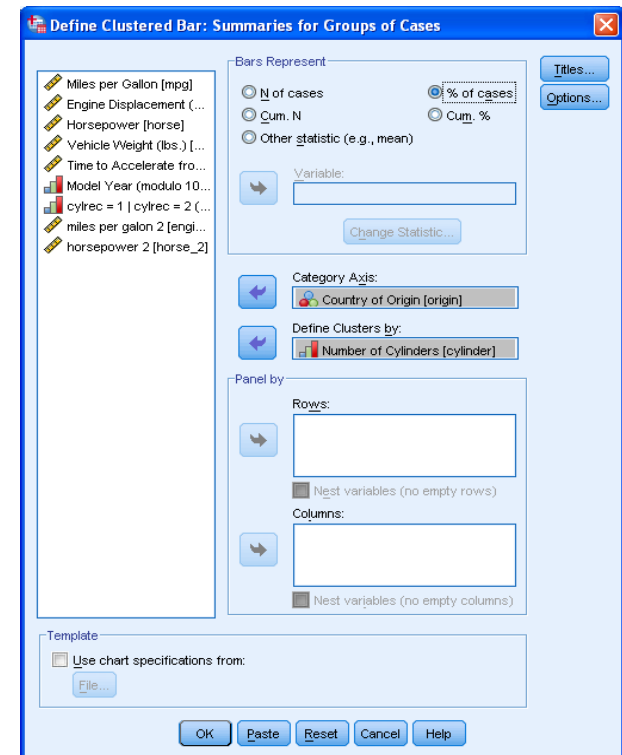 Define Clustered Bar: Summaries for Groups of Cases
Miles per Gallon [mpg]
Engine Displacement (...
Horsepower [horse]
Vehicle Weight (lbs.) [...
Time to Accelerate fro...
Model Year (modulo 10...
cylrec = 1 | cylrec = 2 (...
miles per galon 2 [engi...
horsepower 2 [horse_2]
Bars Represent
N of cases
% of cases
Cum. N
Cum. %
Other statistic (e.g., mean)
Variable:
Change Statistic...
Titles...
Options...
Category Axis:
Country of Origin [origin]
Define Clusters by:
Number of Cylinders [cylinder]
Panel by
Rows:
Nest variables (no empty rows)
Columns:
Nest variables (no empty columns)
Template
Use chart specifications from:
File...
OK Paste Reset Cancel Help